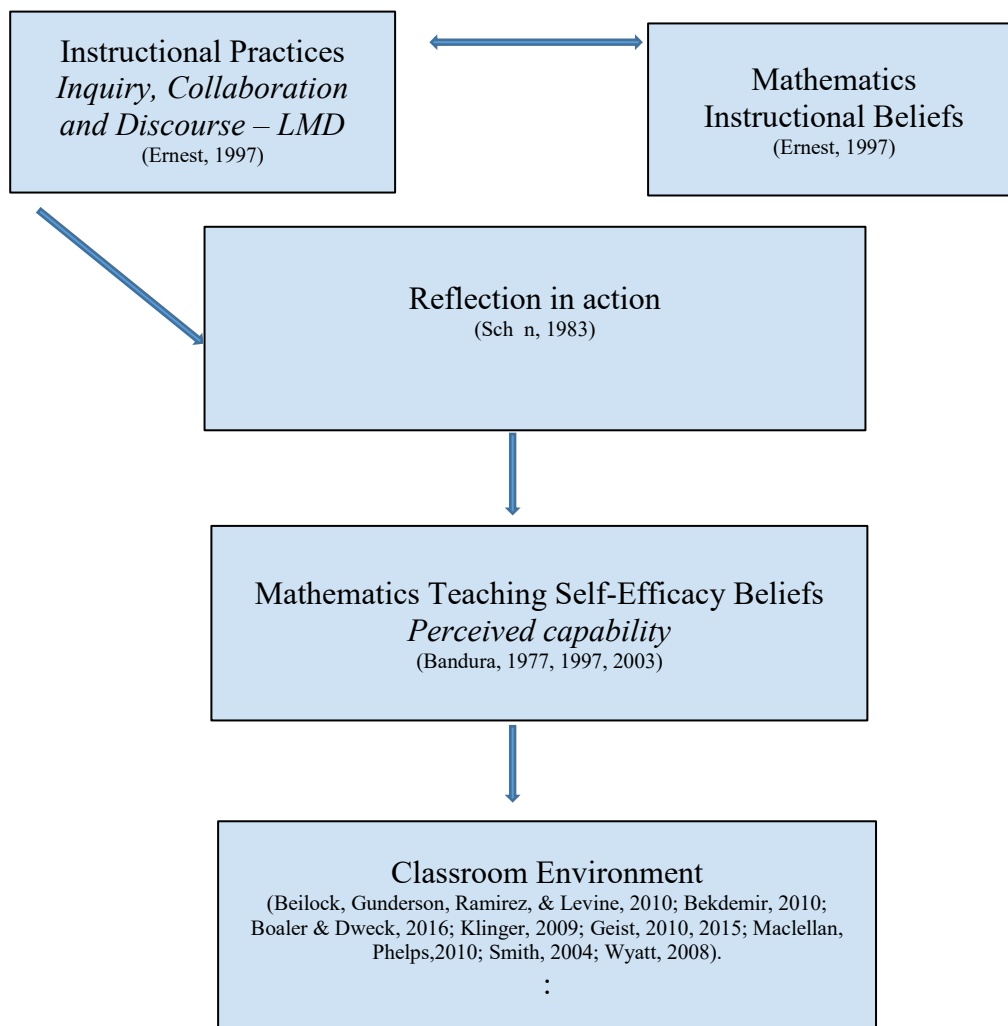 Instructional Practices
Inquiry, Collaboration
and Discourse – LMD
(Ernest, 1997)
Mathematics
Instructional Beliefs
(Ernest, 1997)
Reflection in action
(Sch n, 1983)
Mathematics Teaching Self-Efficacy Beliefs
Perceived capability
(Bandura, 1977, 1997, 2003)
Classroom Environment
(Beilock, Gunderson, Ramirez, & Levine, 2010; Bekdemir, 2010;
Boaler & Dweck, 2016; Klinger, 2009; Geist, 2010, 2015; Maclellan,
Phelps,2010; Smith, 2004; Wyatt, 2008).
: